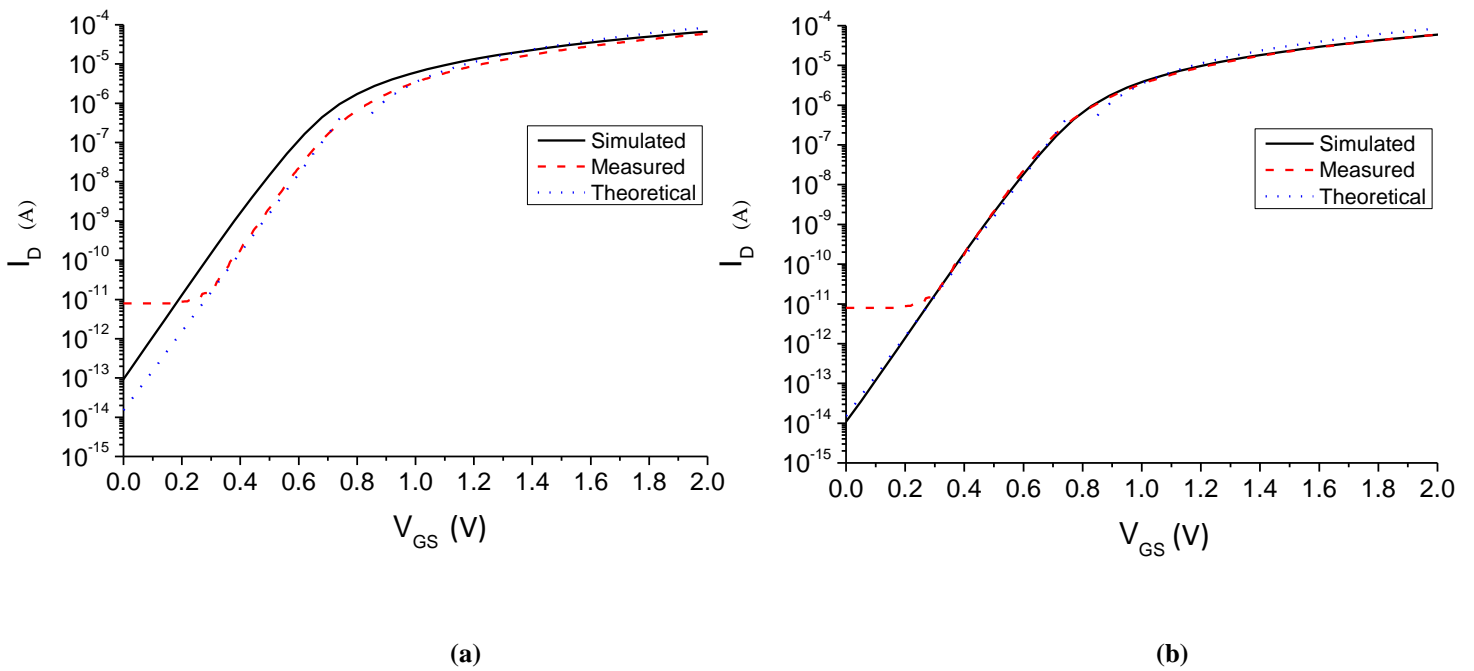 10^-4
10^-5
10^-6
10^-7
10^-8
10^-9
10^-10
10^-11
10^-12
10^-13
10^-14
10^-15
I_D (A)
0.0 0.2 0.4 0.6 0.8 1.0 1.2 1.4 1.6 1.8 2.0
V_GS (V)
Simulated
Measured
Theoretical
(a)
10^-4
10^-5
10^-6
10^-7
10^-8
10^-9
10^-10
10^-11
10^-12
10^-13
10^-14
10^-15
I_D (A)
0.0 0.2 0.4 0.6 0.8 1.0 1.2 1.4 1.6 1.8 2.0
V_GS (V)
Simulated
Measured
Theoretical
(b)